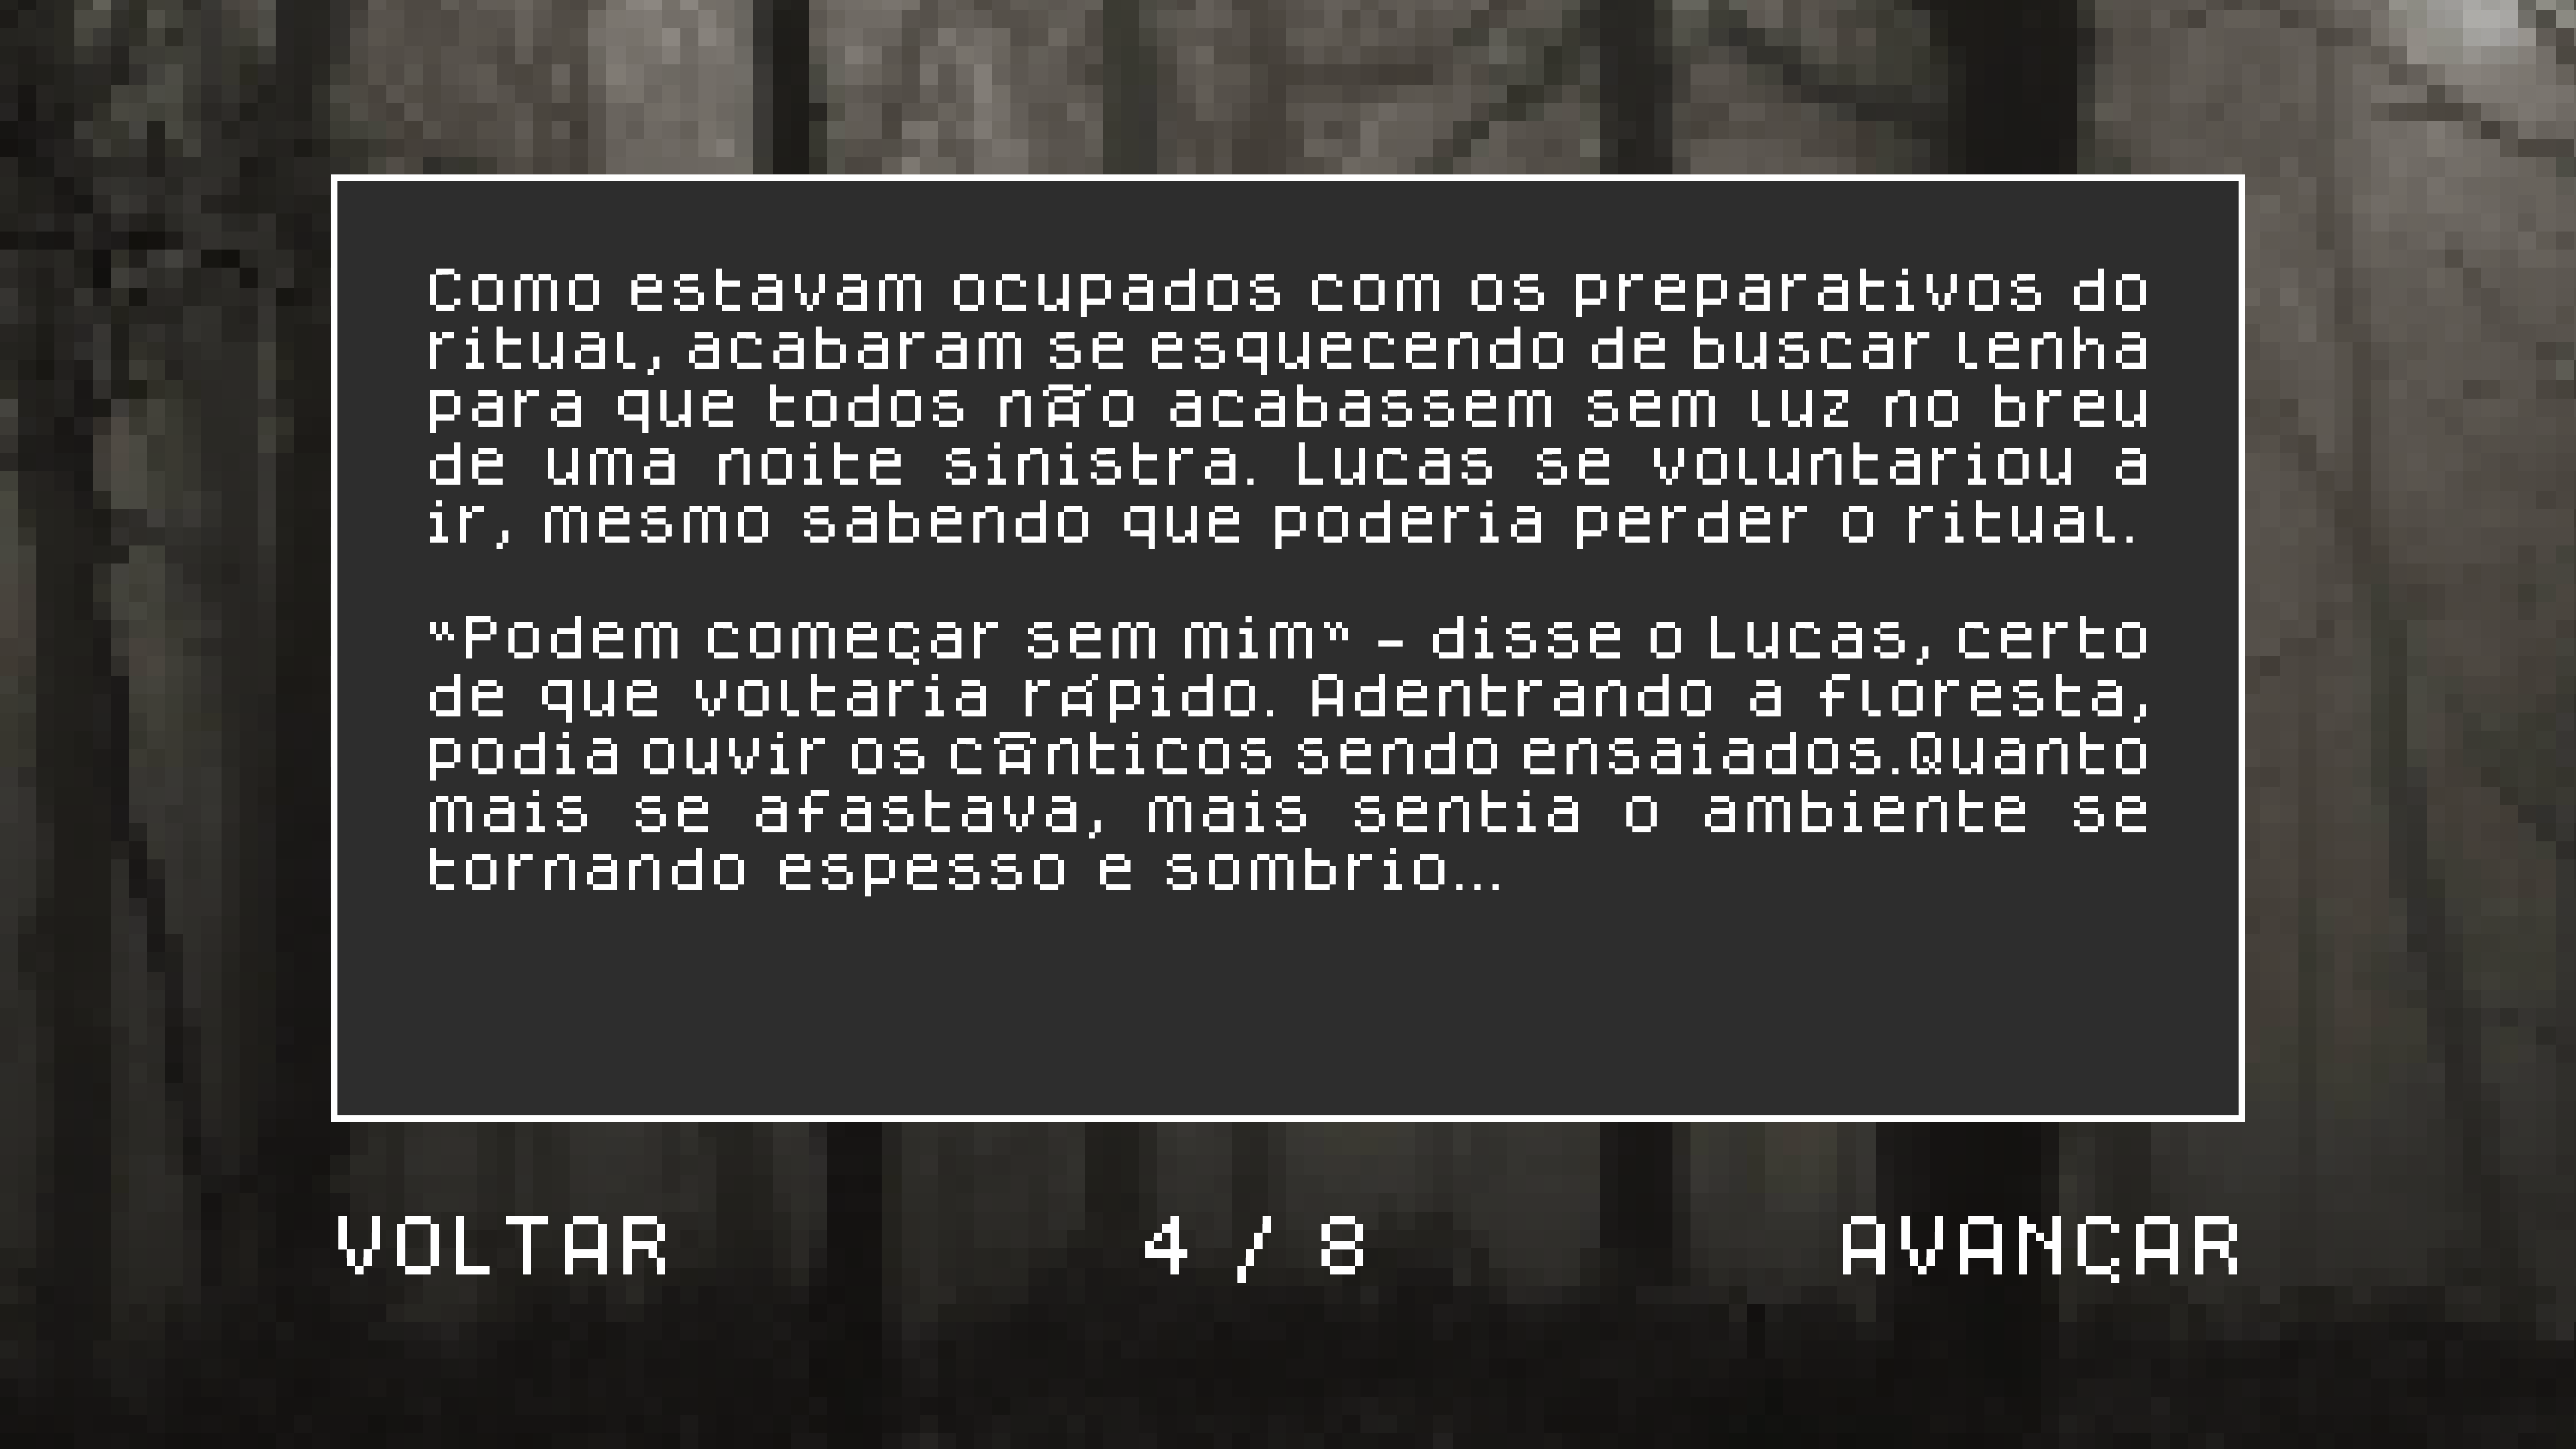 Como estavam ocupados com os preparativos do
ritual, acabaram se esquecendo de buscar lenha
para que todos não acabassem sem luz no breu
de uma noite sinistra. Lucas se voluntariou a
ir, mesmo sabendo que poderia perder o ritual.
"Podem começar sem mim" - disse o Lucas, certo
de que voltaria rápido. Adentrando a floresta,
podia ouvir os cânticos sendo ensaiados.Quanto
mais se afastava, mais sentia o ambiente se
tornando espesso e sombrio...
VOLTAR 4 / 8 AVANÇAR